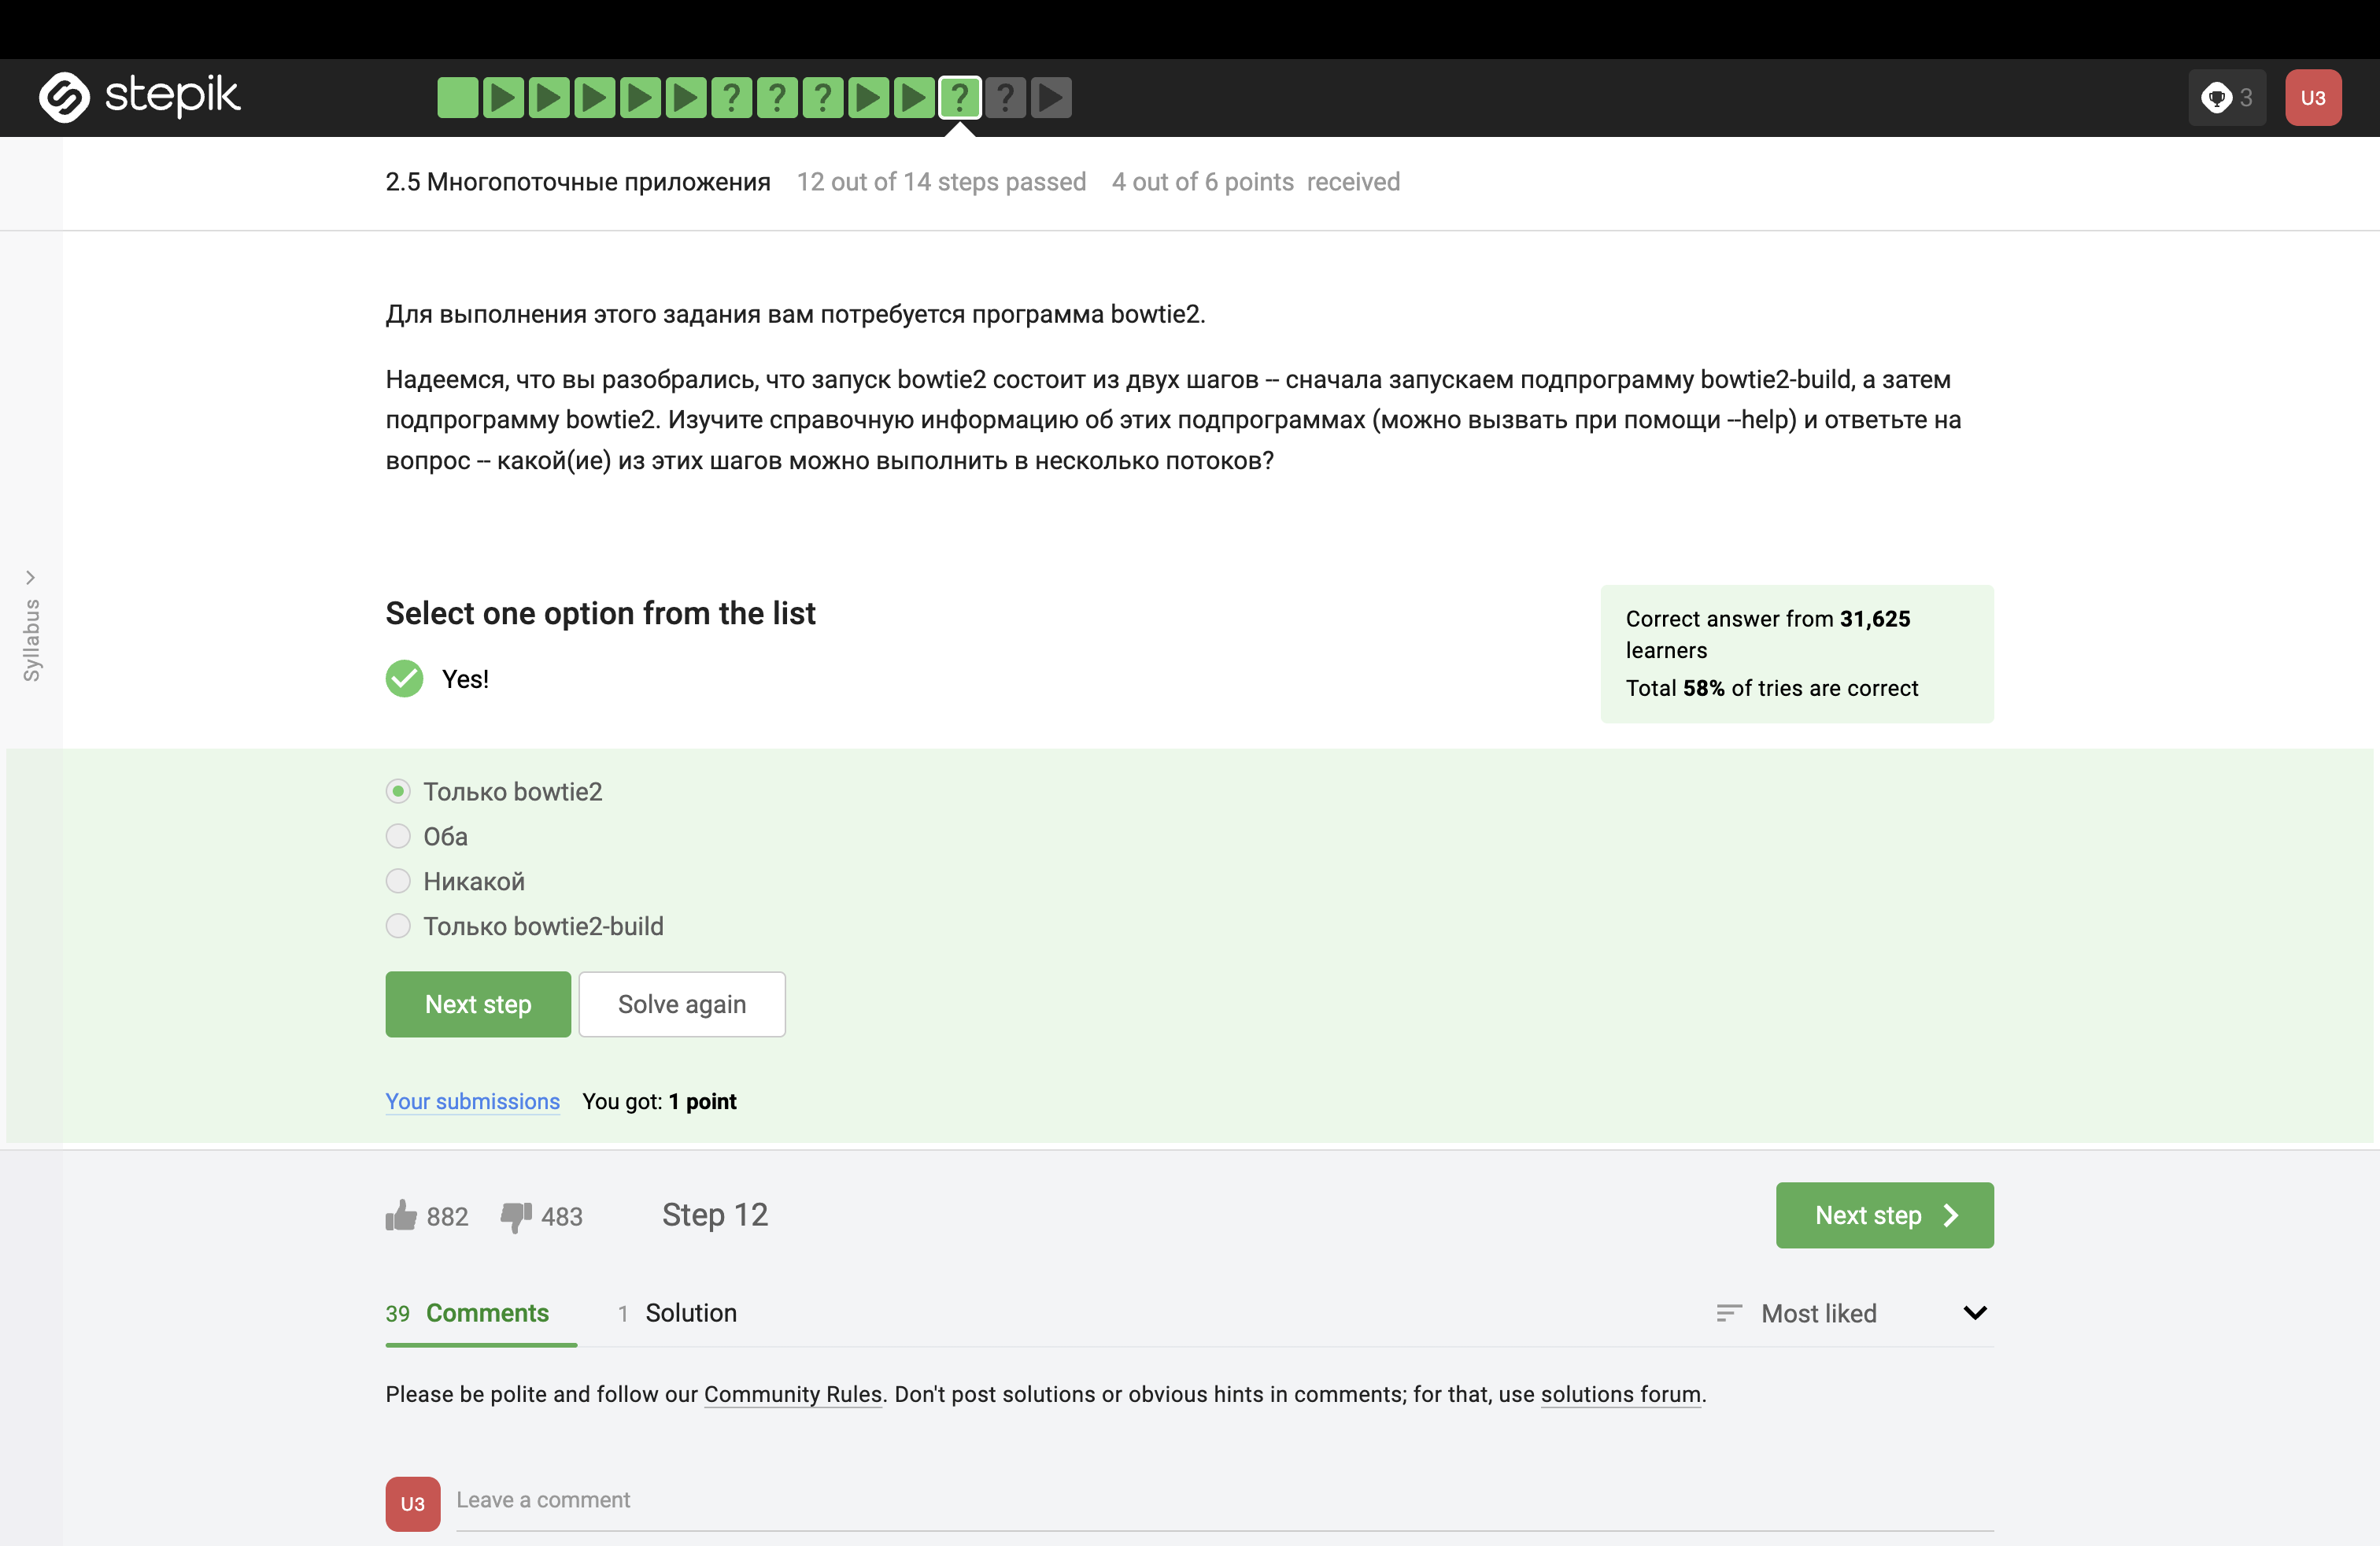 stepik
? ? ? ? ?
3
U3
2.5 Многопоточные приложения 12 out of 14 steps passed 4 out of 6 points received
Для выполнения этого задания вам потребуется программа bowtie2.
Надеемся, что вы разобрались, что запуск bowtie2 состоит из двух шагов -- сначала запускаем подпрограмму bowtie2-build, а затем
подпрограмму bowtie2. Изучите справочную информацию об этих подпрограммах (можно вызвать при помощи --help) и ответьте на
вопрос -- какой(ие) из этих шагов можно выполнить в несколько потоков?
Syllabus
Select one option from the list
Yes!
Correct answer from 31,625
learners
Total 58% of tries are correct
Только bowtie2
Оба
Никакой
Только bowtie2-build
Next step
Solve again
Your submissions You got: 1 point
882
483
Step 12
Next step
39 Comments
1 Solution
Most liked
Please be polite and follow our Community Rules. Don't post solutions or obvious hints in comments; for that, use solutions forum.
U3
Leave a comment